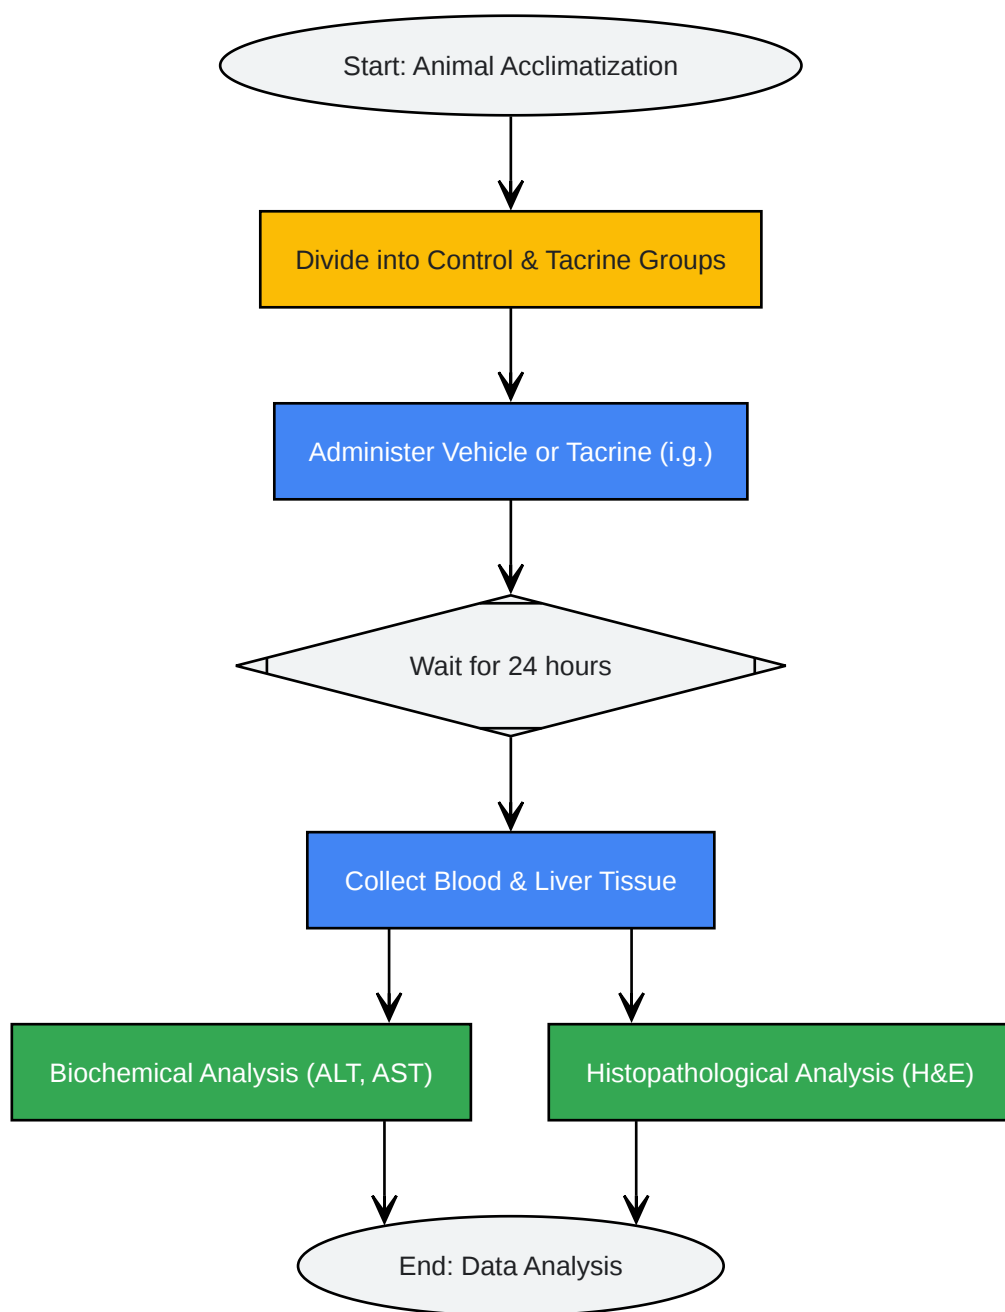 Start: Animal Acclimatization
Divide into Control & Tacrine Groups
Administer Vehicle or Tacrine (i.g.)
Wait for 24 hours
Collect Blood & Liver Tissue
Biochemical Analysis (ALT, AST)
Histopathological Analysis (H&E)
End: Data Analysis